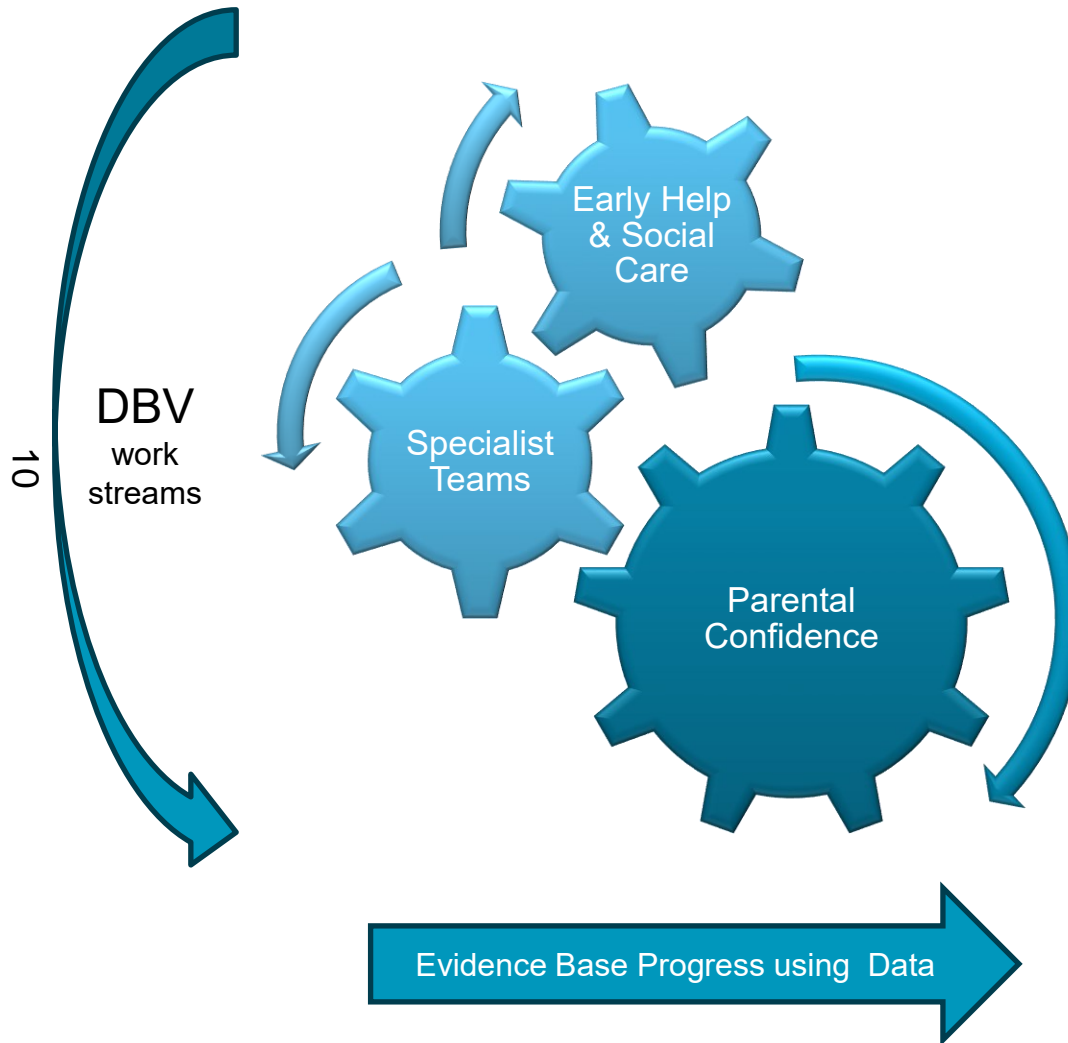 Early Help
& Social
Care
DBV
work
streams
10
Specialist
Teams
Parental
Confidence
Evidence Base Progress using  Data